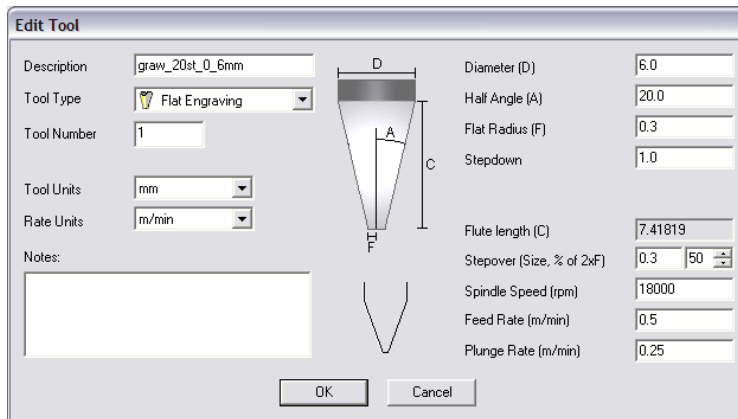 Edit Tool
Description graw_20st_0_6mm
Tool Type Flat Engraving
Tool Number 1
Tool Units mm
Rate Units m/min
Notes:
D
A
C
F
Diameter (D) 6.0
Half Angle (A) 20.0
Flat Radius (F) 0.3
Stepdown 1.0
Flute length (C) 7.41819
Stepover (Size, % of 2xF) 0.3 50
Spindle Speed (rpm) 18000
Feed Rate (m/min) 0.5
Plunge Rate (m/min) 0.25
OK Cancel